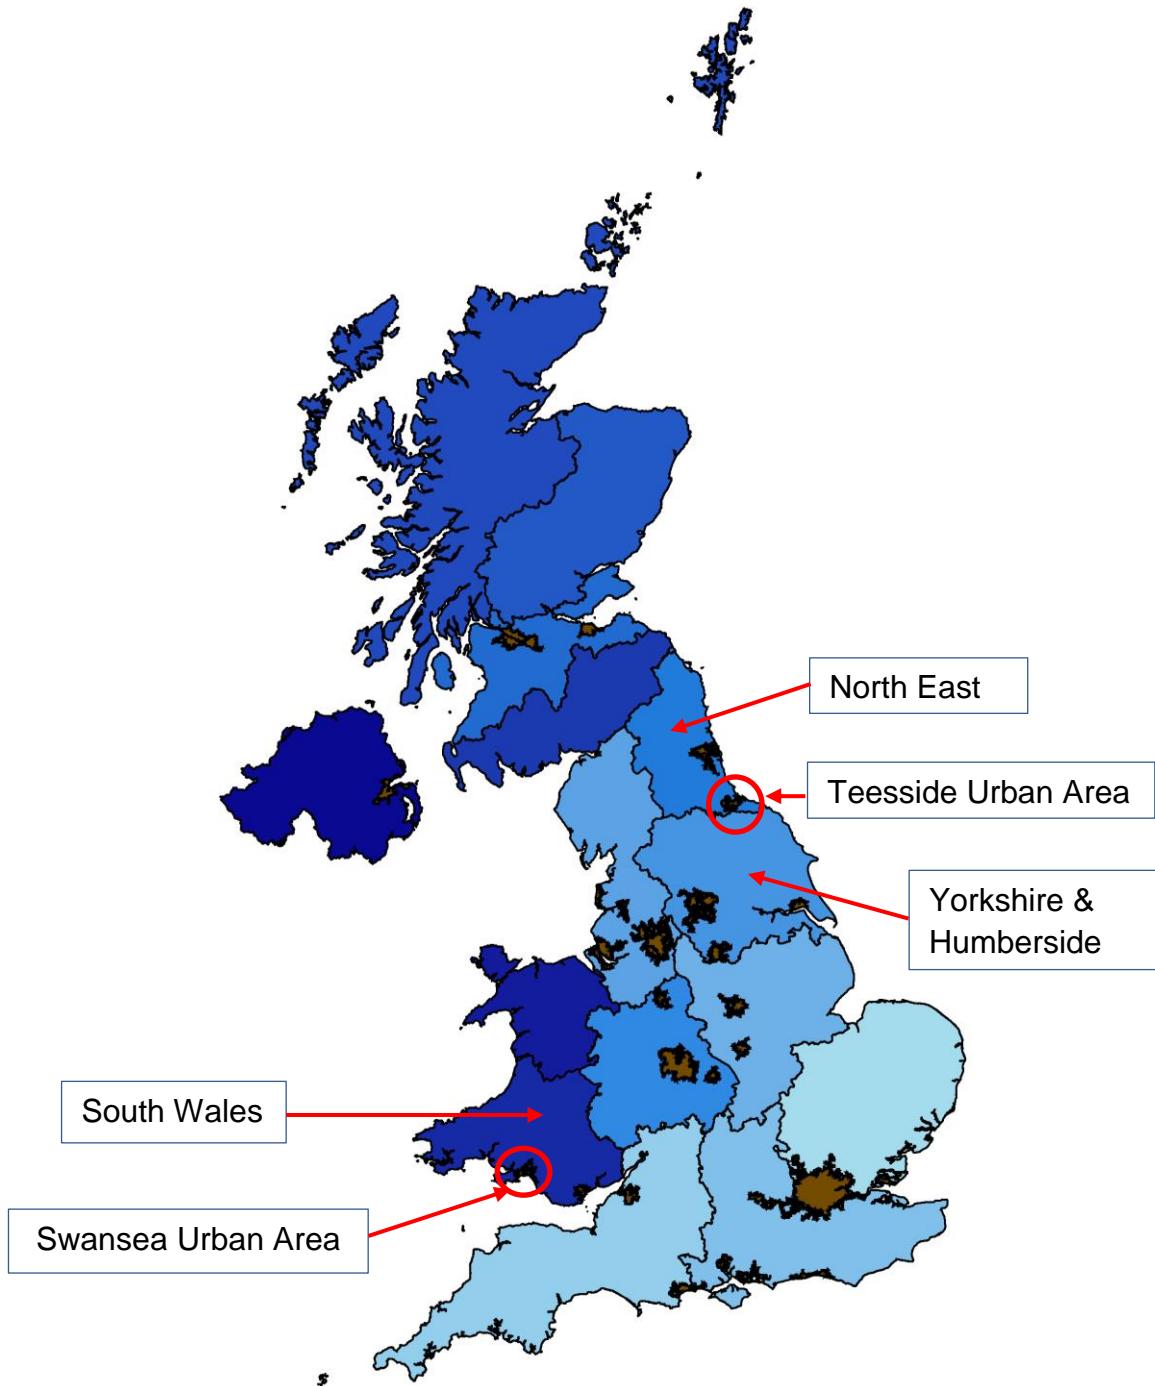 North East
Teesside Urban Area
Yorkshire &
Humberside
South Wales
Swansea Urban Area